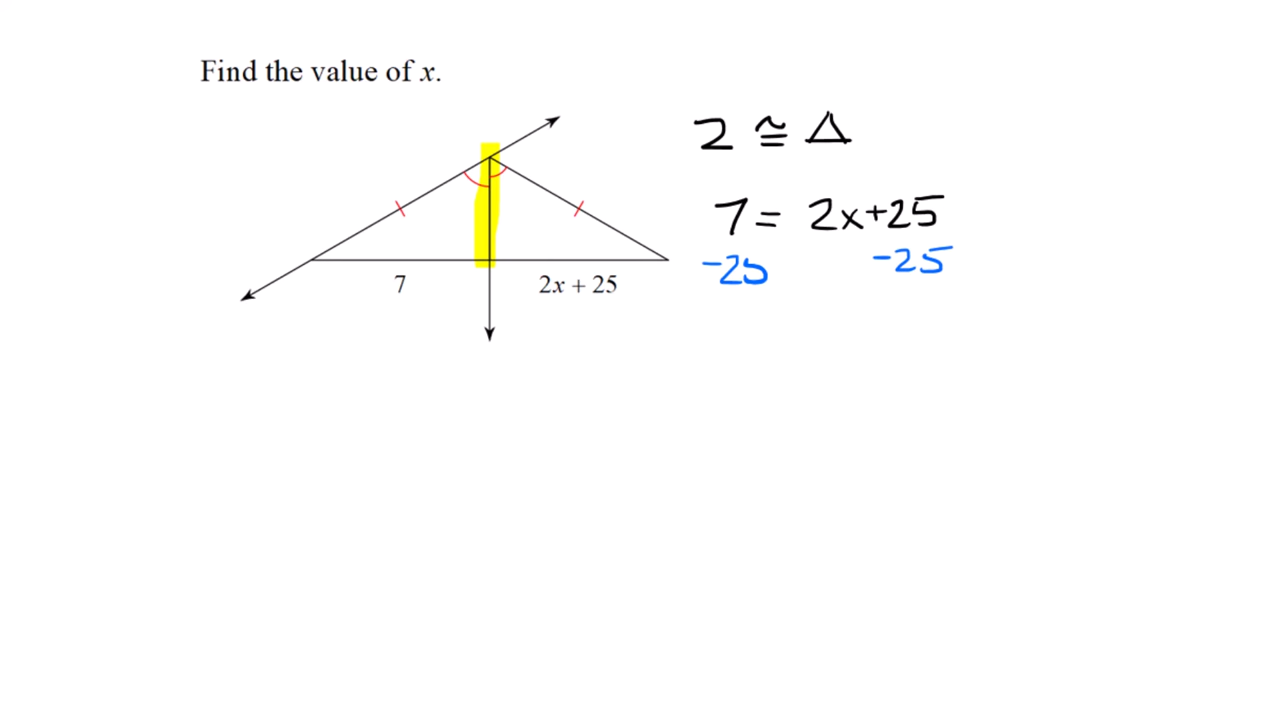 Find the value of x.
2 ≅ △
7 = 2x+25
-25 -25
7 2x + 25